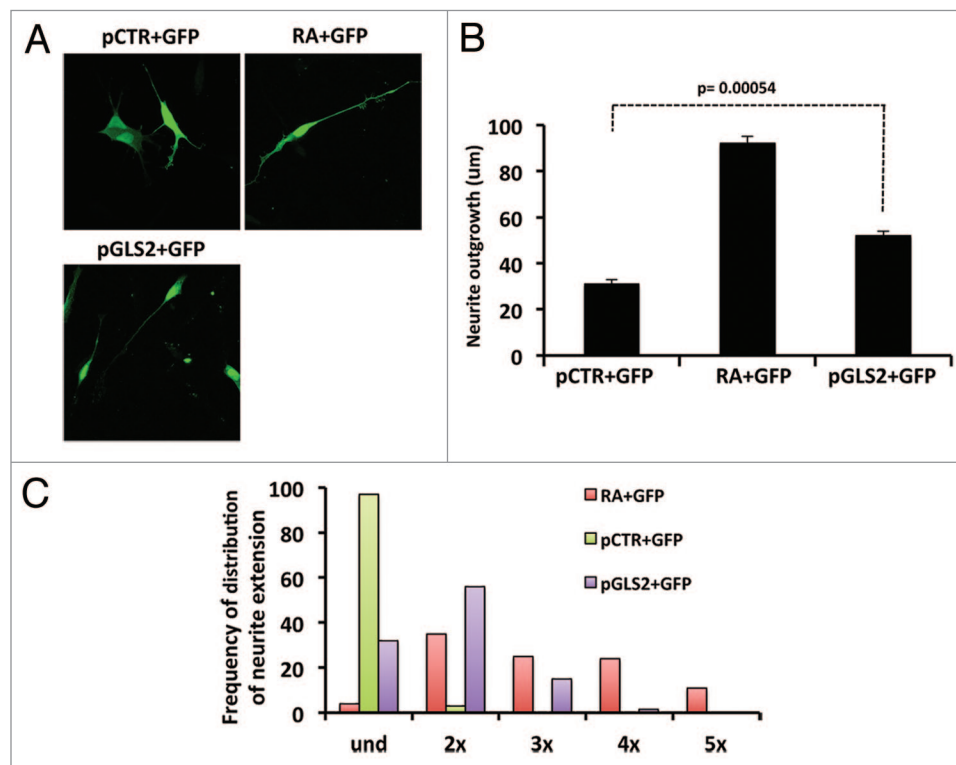 A
pCTR+GFP
RA+GFP
pGLS2+GFP
B
p= 0.00054
Neurite outgrowth (um)
100
80
60
40
20
0
pCTR+GFP
RA+GFP
pGLS2+GFP
C
Frequency of distribution
of neurite extension
100
80
60
40
20
0
und
2x
3x
4x
5x
RA+GFP
pCTR+GFP
pGLS2+GFP